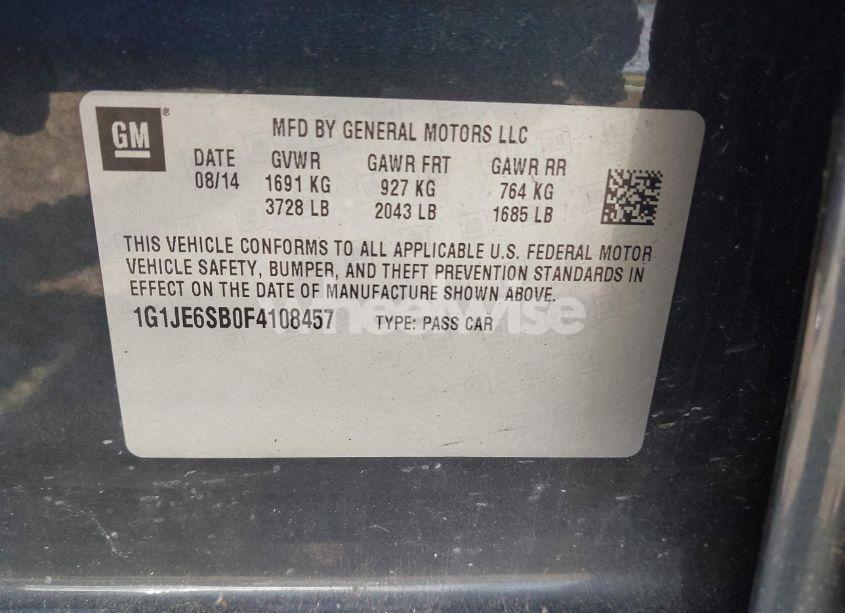 GM ®
MFD BY GENERAL MOTORS LLC
DATE GVWR GAWR FRT GAWR RR
08/14 1691 KG 927 KG 764 KG
3728 LB 2043 LB 1685 LB
THIS VEHICLE CONFORMS TO ALL APPLICABLE U.S. FEDERAL MOTOR
VEHICLE SAFETY, BUMPER, AND THEFT PREVENTION STANDARDS IN
EFFECT ON THE DATE OF MANUFACTURE SHOWN ABOVE.
1G1JE6SB0F4108457 TYPE: PASS CAR
Wheelwise